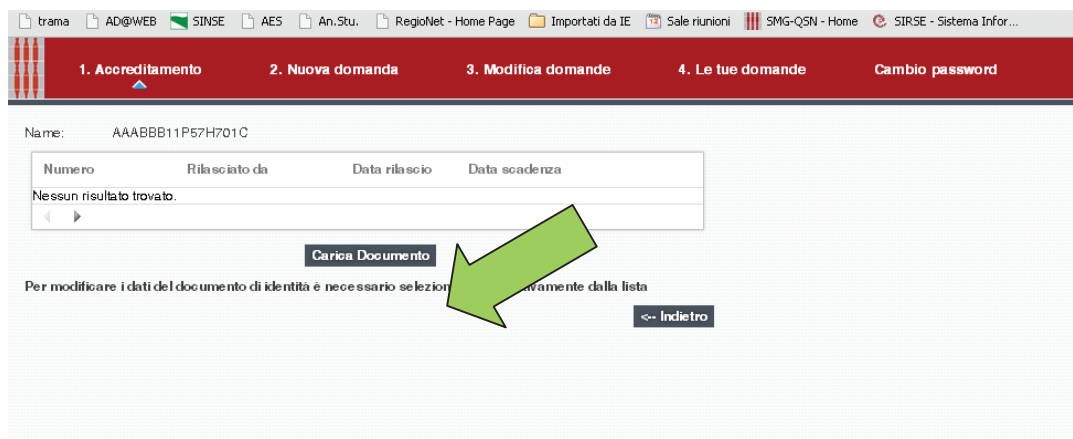 trama AD@WEB SINSE AES An.Stu. RegioNet - Home Page Importati da IE Sale riunioni SMG-QSN - Home SIRSE - Sistema Infor...
1. Accreditamento 2. Nuova domanda 3. Modifica domande 4. Le tue domande Cambio password
Name: AAABBB11P57H701C
Numero Rilasciato da Data rilascio Data scadenza
Nessun risultato trovato.
Carica Documento
Per modificare i dati del documento di identità è necessario selezion vamente dalla lista
<-- Indietro